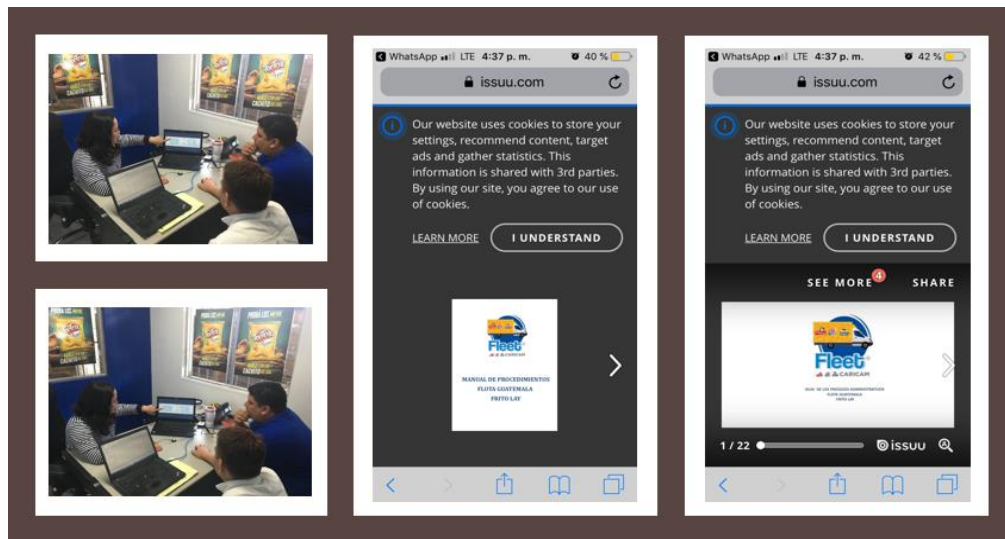 WhatsApp LTE 4:37 p. m. 40 %
issuu.com
Our website uses cookies to store your
settings, recommend content, target
ads and gather statistics. This
information is shared with 3rd parties.
By using our site, you agree to our use
of cookies.
LEARN MORE
I UNDERSTAND
Fleet
CARICAM
MANUAL DE PROCEDIMIENTOS
FLOTA GUATEMALA
FRITO LAY
WhatsApp LTE 4:37 p. m. 42 %
issuu.com
Our website uses cookies to store your
settings, recommend content, target
ads and gather statistics. This
information is shared with 3rd parties.
By using our site, you agree to our use
of cookies.
LEARN MORE
I UNDERSTAND
SEE MORE 4
SHARE
Fleet
CARICAM
FLOTA GUATEMALA
FRITO LAY
1 / 22
issuu